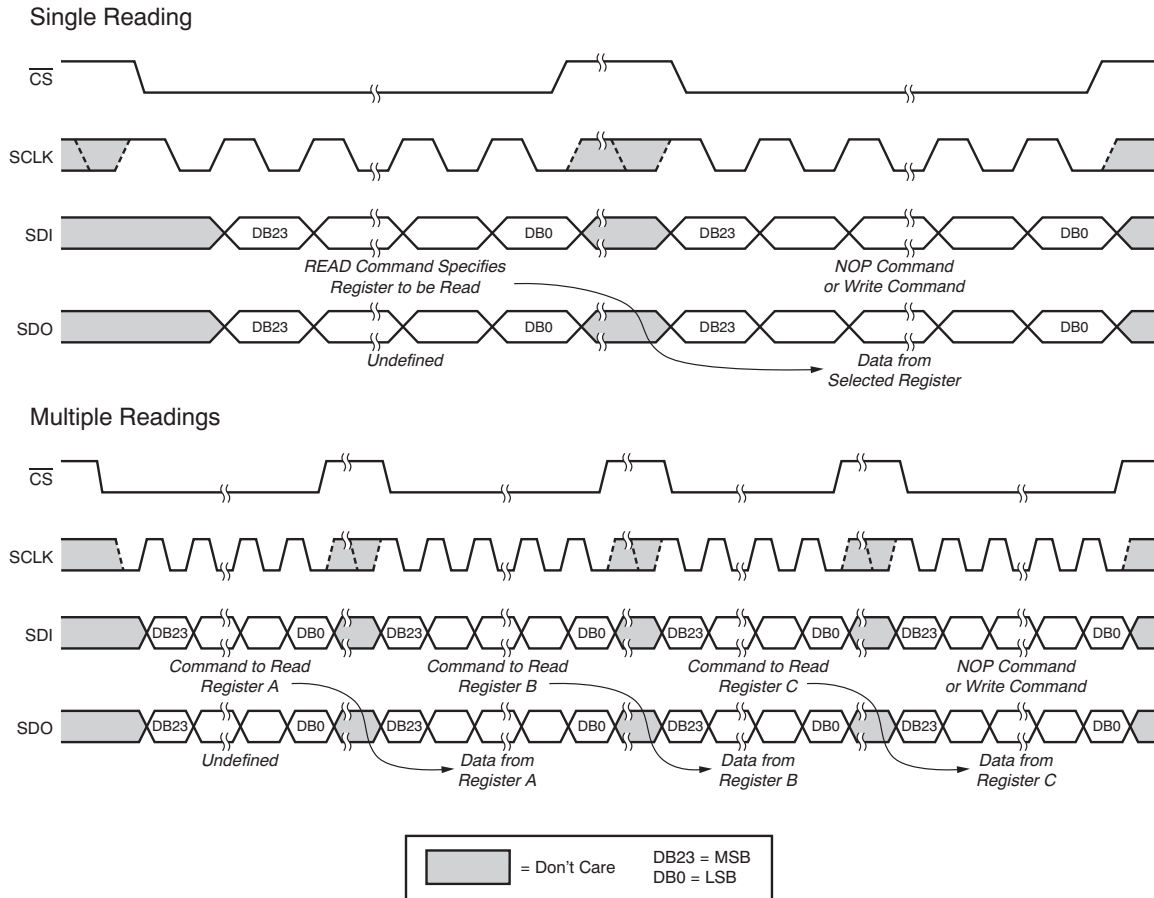 Single Reading
CS
SCLK
SDI
DB23
DB0
DB23
DB0
READ Command Specifies
Register to be Read
NOP Command
or Write Command
SDO
DB23
DB0
DB23
DB0
Undefined
Data from
Selected Register
Multiple Readings
CS
SCLK
SDI
DB23
DB0
DB23
DB0
DB23
DB0
DB23
DB0
Command to Read
Register A
Command to Read
Register B
Command to Read
Register C
NOP Command
or Write Command
SDO
DB23
DB0
DB23
DB0
DB23
DB0
DB23
DB0
Undefined
Data from
Register A
Data from
Register B
Data from
Register C
= Don't Care
DB23 = MSB
DB0 = LSB